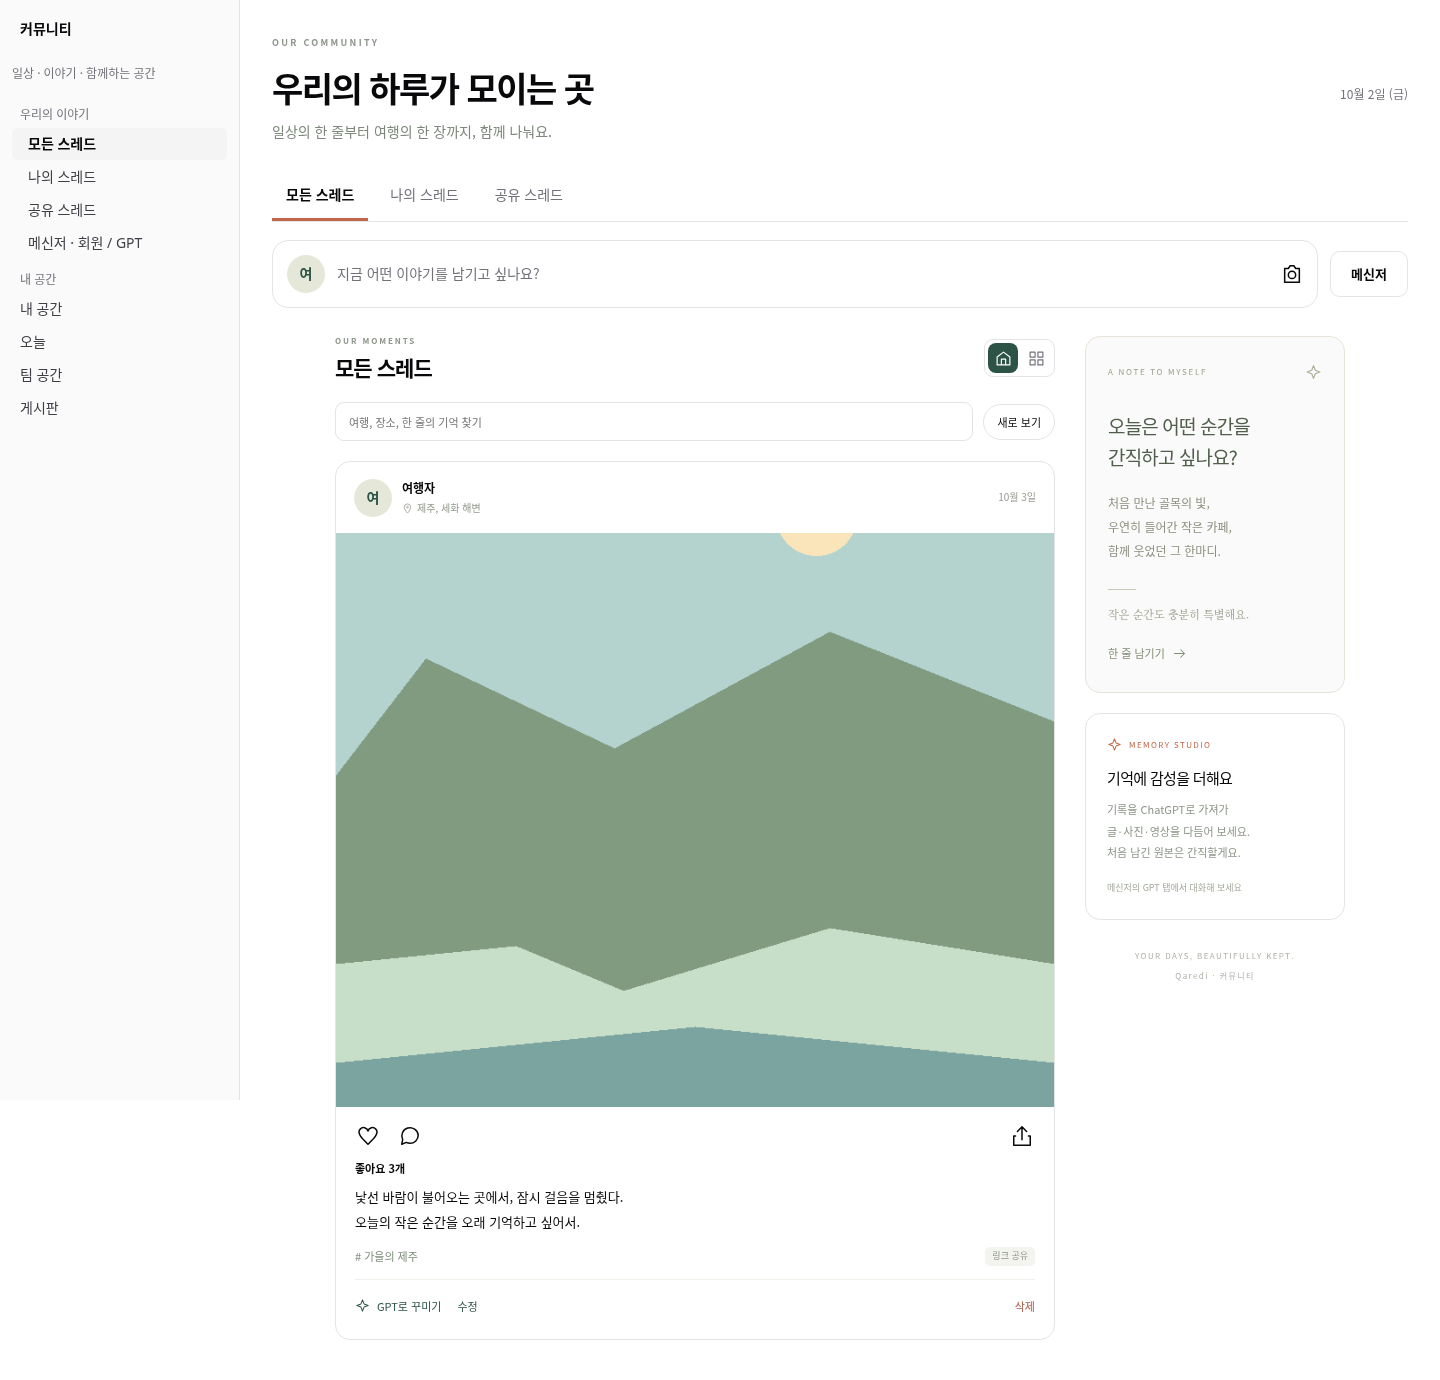 커뮤니티
일상 · 이야기 · 함께하는 공간
우리의 이야기
모든 스레드
나의 스레드
공유 스레드
메신저 · 회원 / GPT
내 공간
내 공간
오늘
팀 공간
게시판
OUR COMMUNITY
우리의 하루가 모이는 곳
10월 2일 (금)
일상의 한 줄부터 여행의 한 장까지, 함께 나눠요.
모든 스레드 나의 스레드 공유 스레드
여 지금 어떤 이야기를 남기고 싶나요?
메신저
OUR MOMENTS
모든 스레드
여행, 장소, 한 줄의 기억 찾기
새로 보기
여
여행자
제주, 세화 해변
10월 3일
좋아요 3개
낯선 바람이 불어오는 곳에서, 잠시 걸음을 멈췄다.
오늘의 작은 순간을 오래 기억하고 싶어서.
# 가을의 제주
링크 공유
GPT로 꾸미기 수정 삭제
A NOTE TO MYSELF
오늘은 어떤 순간을
간직하고 싶나요?
처음 만난 골목의 빛,
우연히 들어간 작은 카페,
함께 웃었던 그 한마디.
작은 순간도 충분히 특별해요.
한 줄 남기기
MEMORY STUDIO
기억에 감성을 더해요
기록을 ChatGPT로 가져가
글·사진·영상을 다듬어 보세요.
처음 남긴 원본은 간직할게요.
메신저의 GPT 탭에서 대화해 보세요
YOUR DAYS, BEAUTIFULLY KEPT.
Qaredi · 커뮤니티